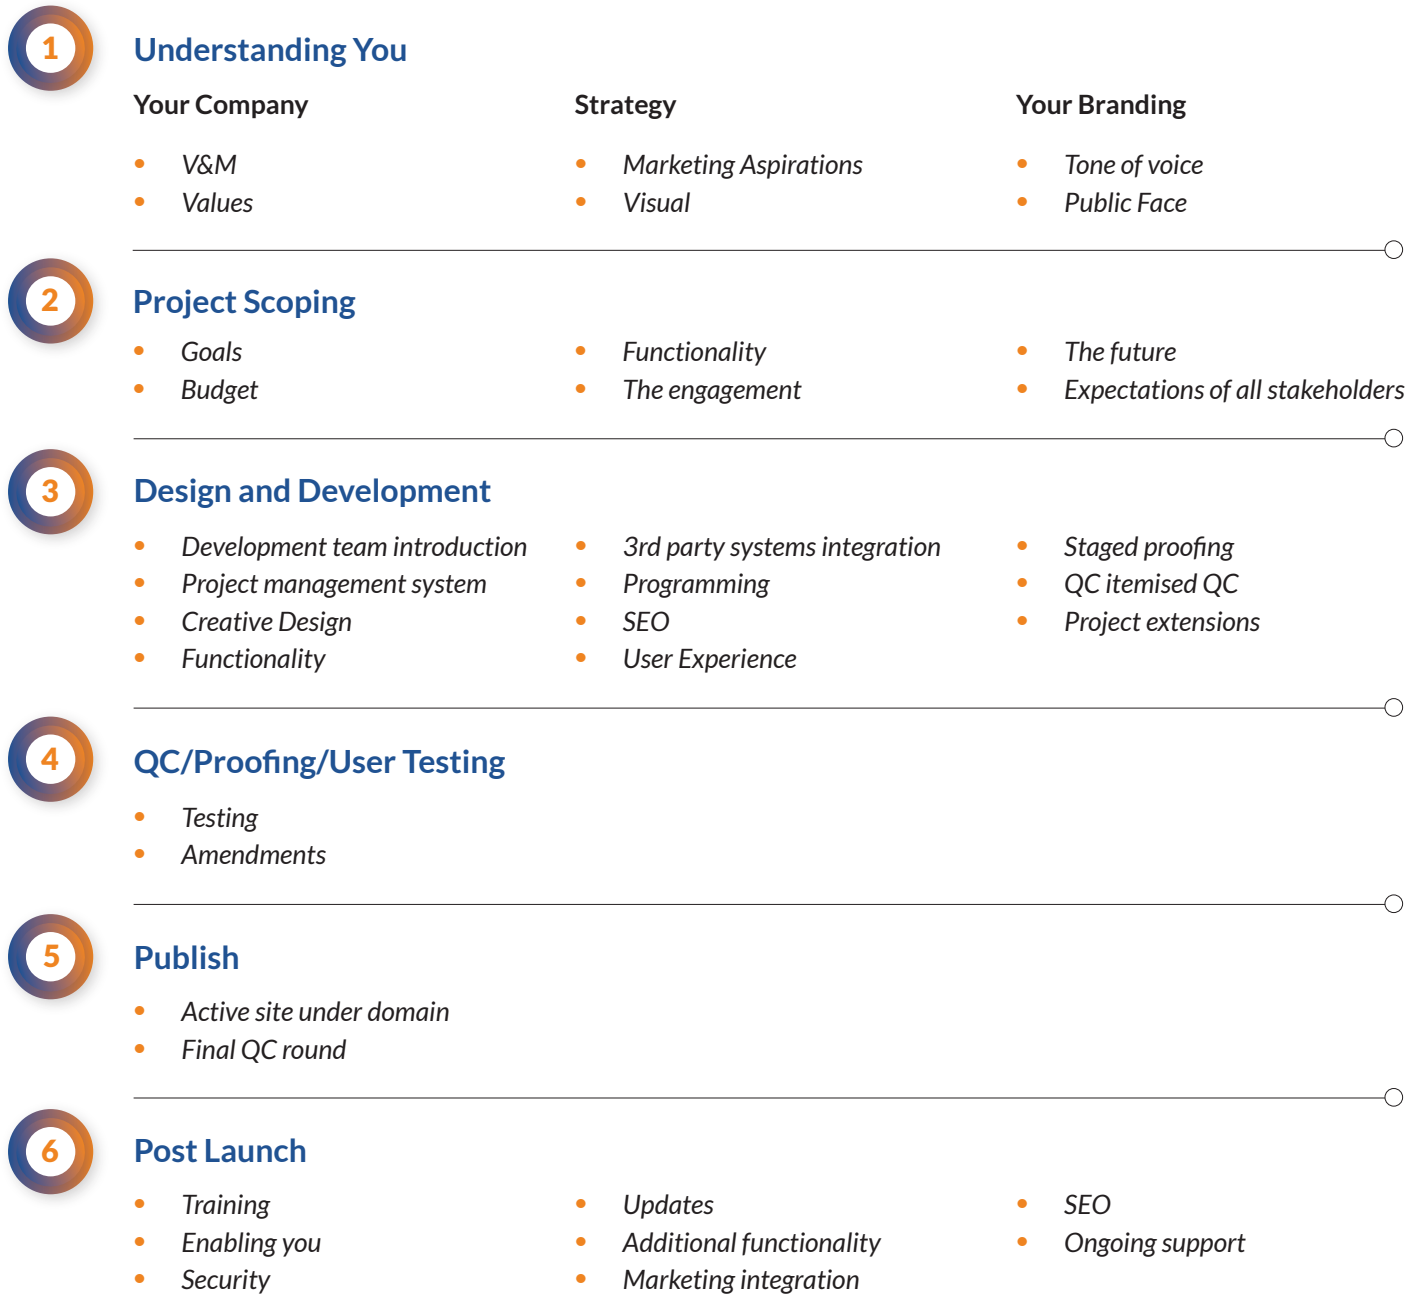 1
Understanding You
Your Company
Strategy
Your Branding
V&M
Values
Marketing Aspirations
Visual
Tone of voice
Public Face
2
Project Scoping
Goals
Budget
Functionality
The engagement
The future
Expectations of all stakeholders
3
Design and Development
Development team introduction
Project management system
Creative Design
Functionality
3rd party systems integration
Programming
SEO
User Experience
Staged proofing
QC itemised QC
Project extensions
4
QC/Proofing/User Testing
Testing
Amendments
5
Publish
Active site under domain
Final QC round
6
Post Launch
Training
Enabling you
Security
Updates
Additional functionality
Marketing integration
SEO
Ongoing support